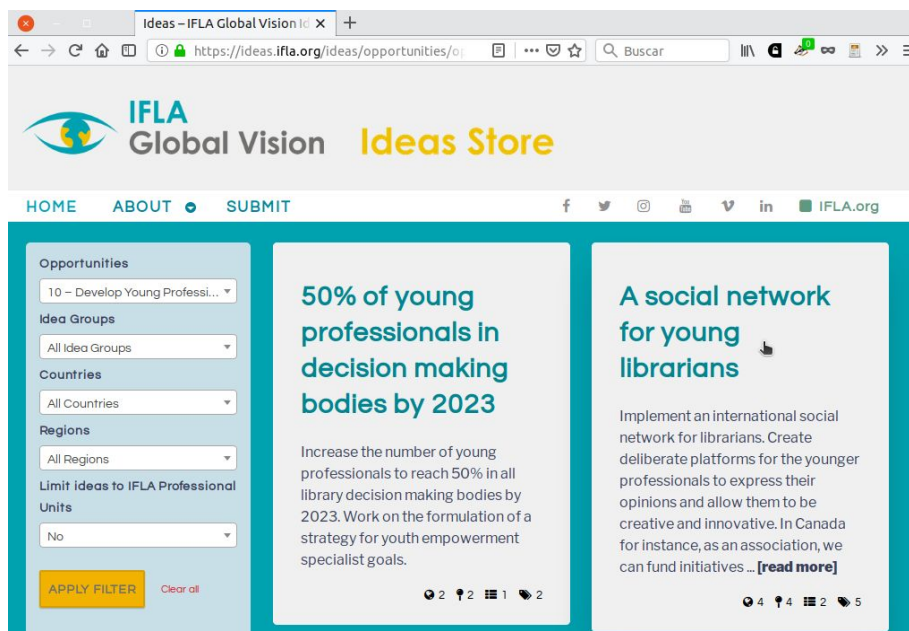 Ideas – IFLA Global Vision Id
https://ideas.ifla.org/ideas/opportunities/op
Buscar
0
IFLA
Global Vision Ideas Store
HOME ABOUT SUBMIT
You Tube
in
IFLA.org
Opportunities
10 – Develop Young Professi...
Idea Groups
All Idea Groups
Countries
All Countries
Regions
All Regions
Limit ideas to IFLA Professional
Units
No
APPLY FILTER Clear all
50% of young
professionals in
decision making
bodies by 2023
Increase the number of young
professionals to reach 50% in all
library decision making bodies by
2023. Work on the formulation of a
strategy for youth empowerment
specialist goals.
2 2 1 2
A social network
for young
librarians
Implement an international social
network for librarians. Create
deliberate platforms for the younger
professionals to express their
opinions and allow them to be
creative and innovative. In Canada
for instance, as an association, we
can fund initiatives ... [read more]
4 4 2 5